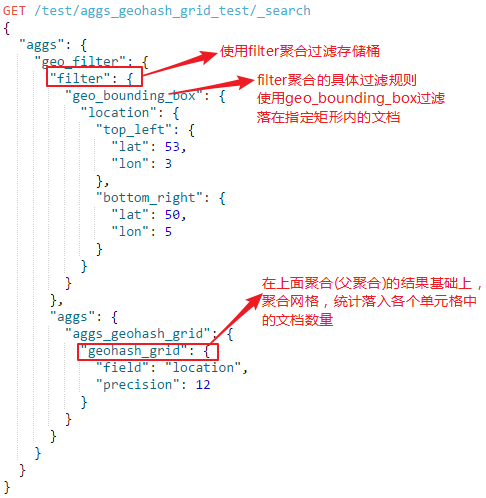 GET /test/aggs_geohash_grid_test/_search
{
"aggs": {
"geo_filter": {
使用filter聚合过滤存储桶
"filter": {
filter聚合的具体过滤规则
"geo_bounding_box": {
使用geo_bounding_box过滤
"location": {
落在指定矩形内的文档
"top_left": {
"lat": 53,
"lon": 3
},
"bottom_right": {
"lat": 50,
"lon": 5
}
}
}
在上面聚合(父聚合)的结果基础上，
},
聚合网格，统计落入各个单元格中
"aggs": {
的文档数量
"aggs_geohash_grid": {
"geohash_grid": {
"field": "location",
"precision": 12
}
}
}
}
}
}